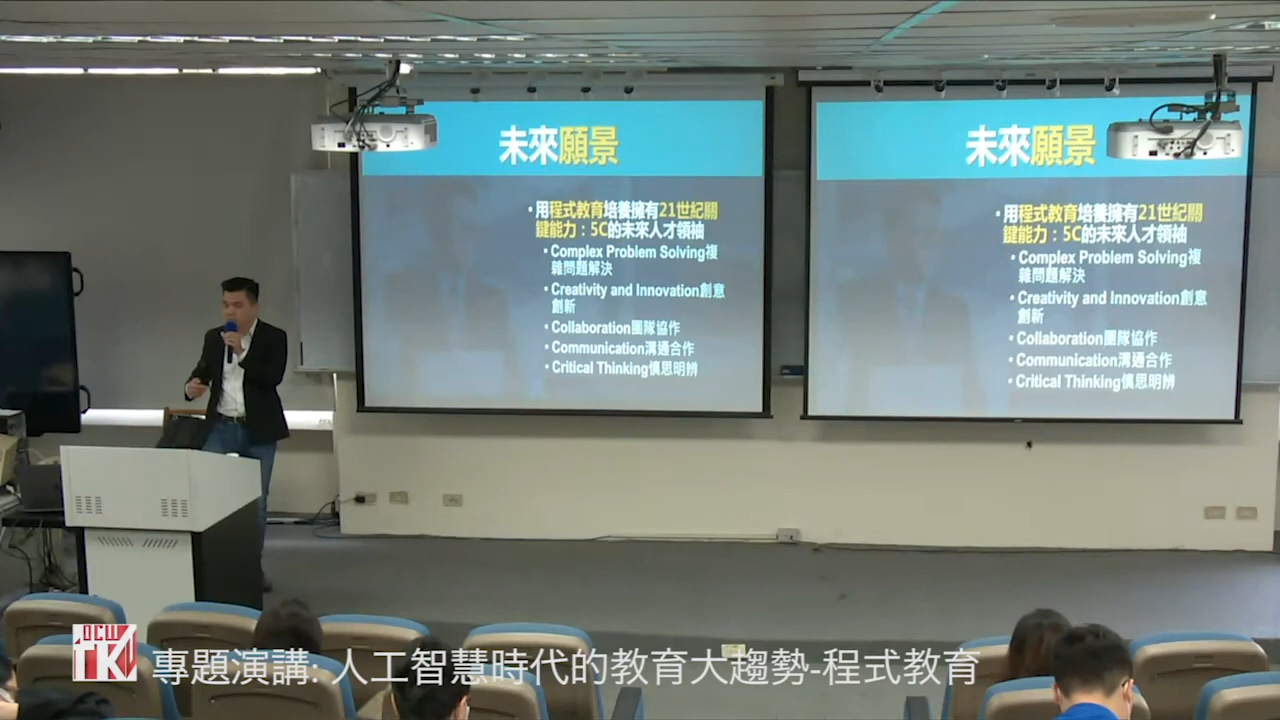 未來願景
•用程式教育培養擁有21世紀關
鍵能力：5C的未來人才領袖
•Complex Problem Solving複
雜問題解決
•Creativity and Innovation創意
創新
•Collaboration團隊協作
•Communication溝通合作
•Critical Thinking慎思明辨
未來願景
•用程式教育培養擁有21世紀關
鍵能力：5C的未來人才領袖
•Complex Problem Solving複
雜問題解決
•Creativity and Innovation創意
創新
•Collaboration團隊協作
•Communication溝通合作
•Critical Thinking慎思明辨
OCW
TKU
專題演講: 人工智慧時代的教育大趨勢-程式教育